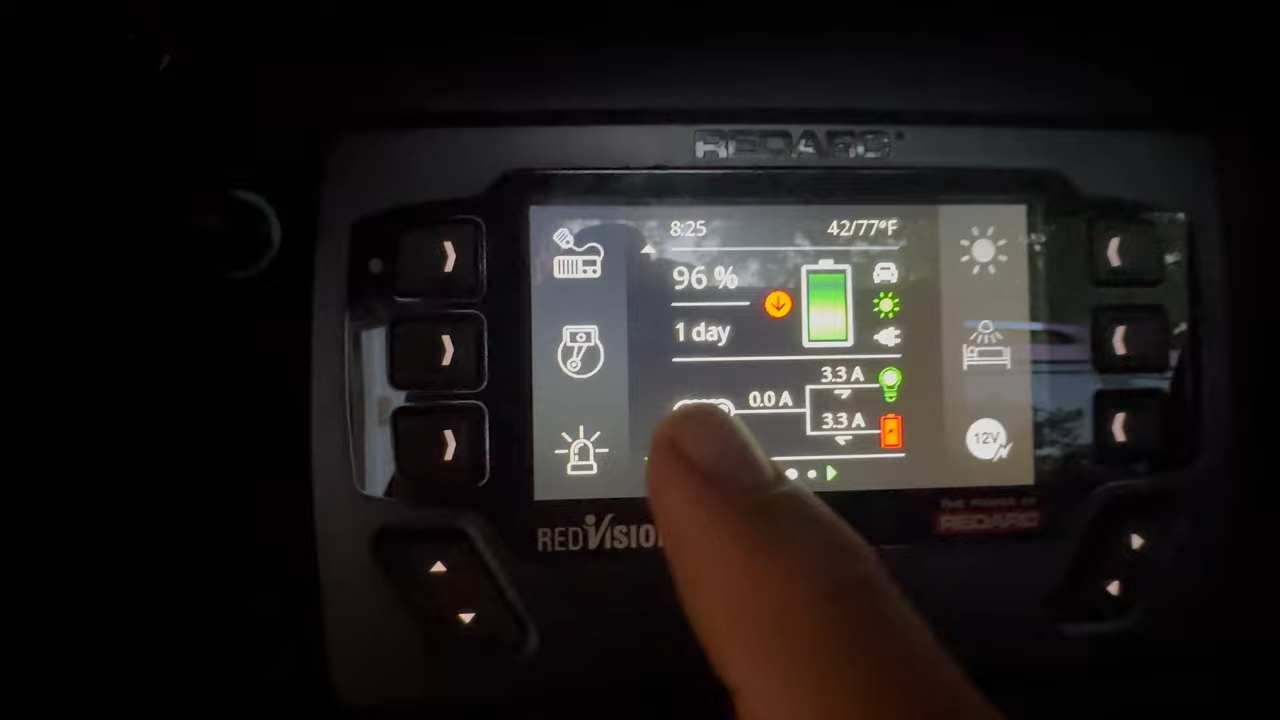 REDARC
8:25 42/77°F
96 %
1 day
3.3 A
0.0 A
3.3 A
12V
THE POWER OF
REDARC